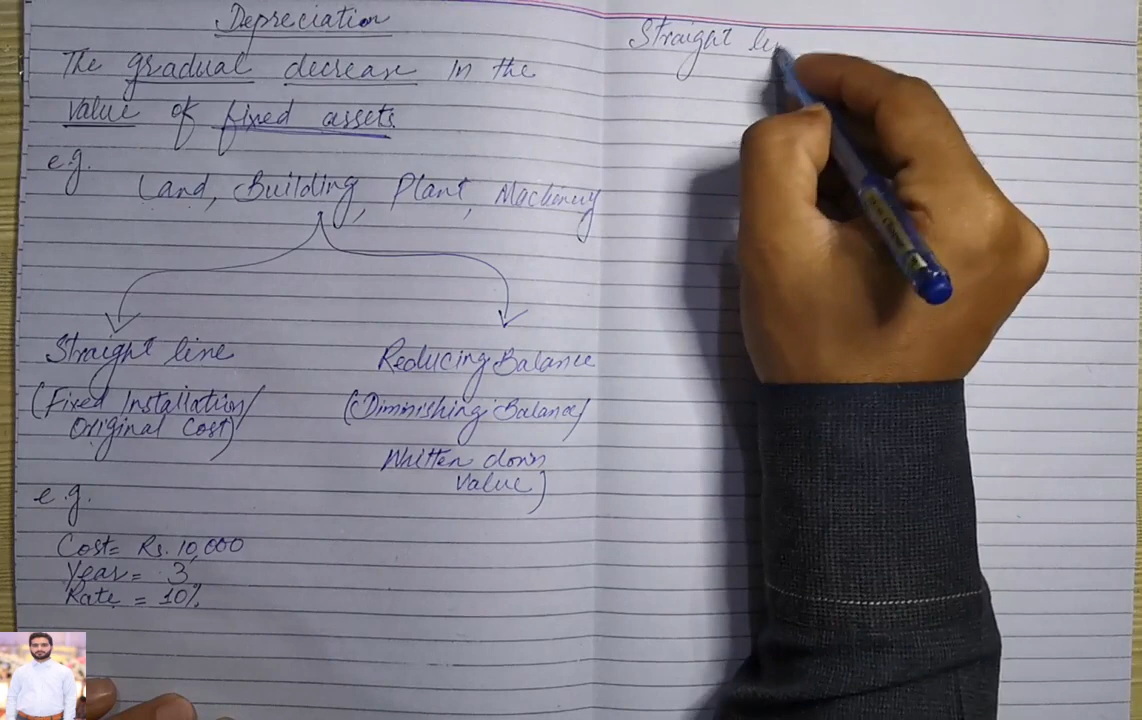 Depreciation
The gradual decrease in the
value of fixed assets.
e.g.
Land, Building, Plant, Machinery
Straight line
(Fixed Installation/
Original Cost)
Reducing Balance
(Diminishing Balance/
Written down
value)
e.g.
Cost= Rs. 10,000
Year= 3
Rate = 10%
Straight li